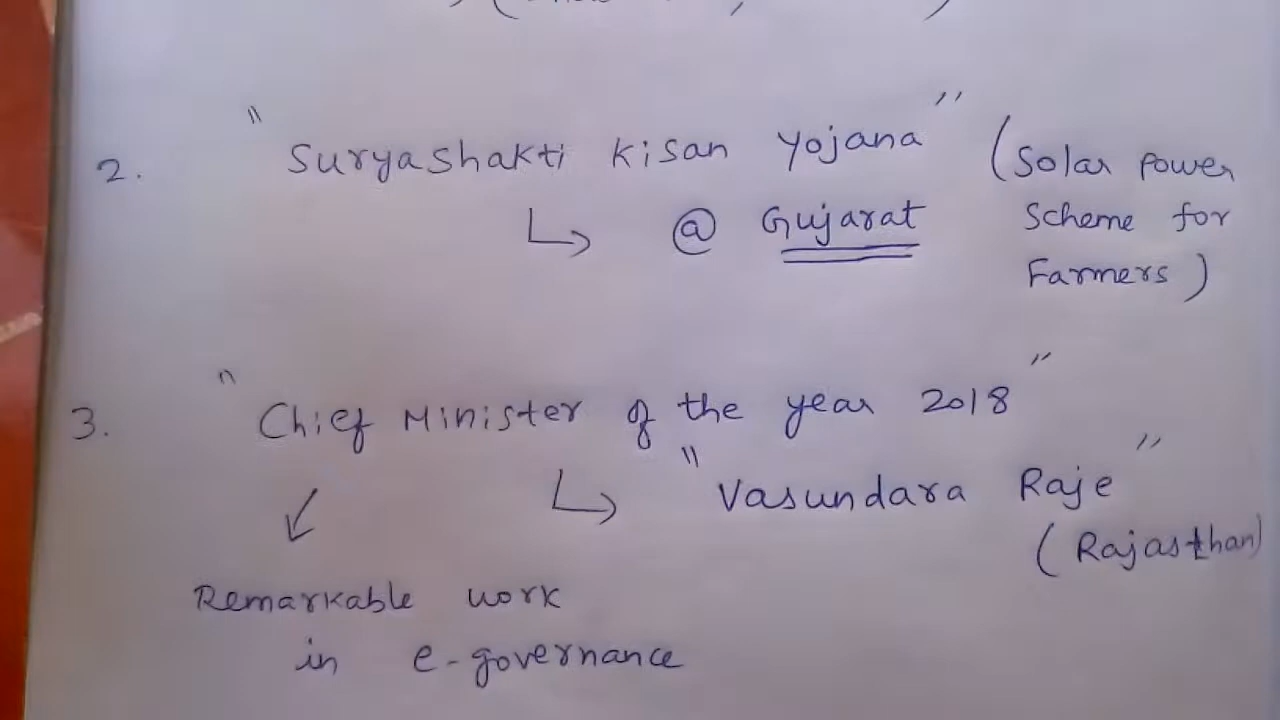 2. "Suryashakti Kisan Yojana" (Solar Power
↳ @ Gujarat Scheme for
Farmers)
3. "Chief Minister of the year 2018"
↳ "Vasundara Raje"
(Rajasthan)
↙
Remarkable work
in e-governance